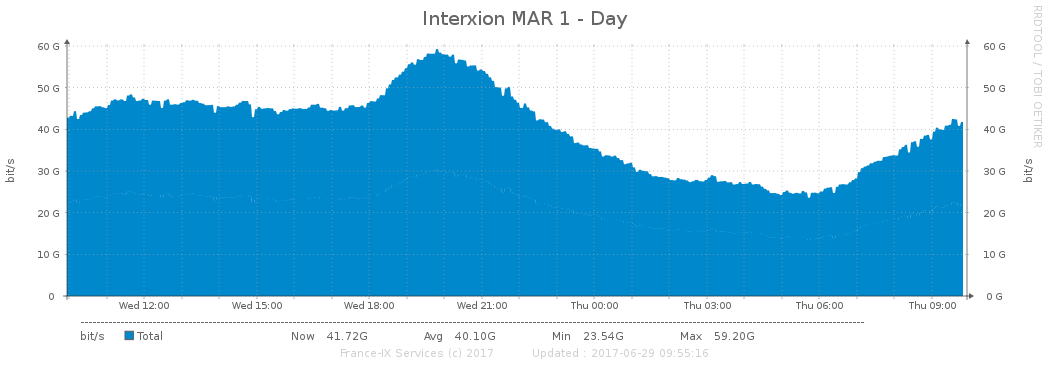 Interxion MAR 1 - Day
RRDTOOL / TOBI OETIKER
bit/s
60 G
50 G
40 G
30 G
20 G
10 G
0
60 G
50 G
40 G
30 G
20 G
10 G
0 G
bit/s
Wed 12:00 Wed 15:00 Wed 18:00 Wed 21:00 Thu 00:00 Thu 03:00 Thu 06:00 Thu 09:00
bit/s Total Now 41.72G Avg 40.10G Min 23.54G Max 59.20G
France-IX Services (c) 2017 Updated : 2017-06-29 09:55:16